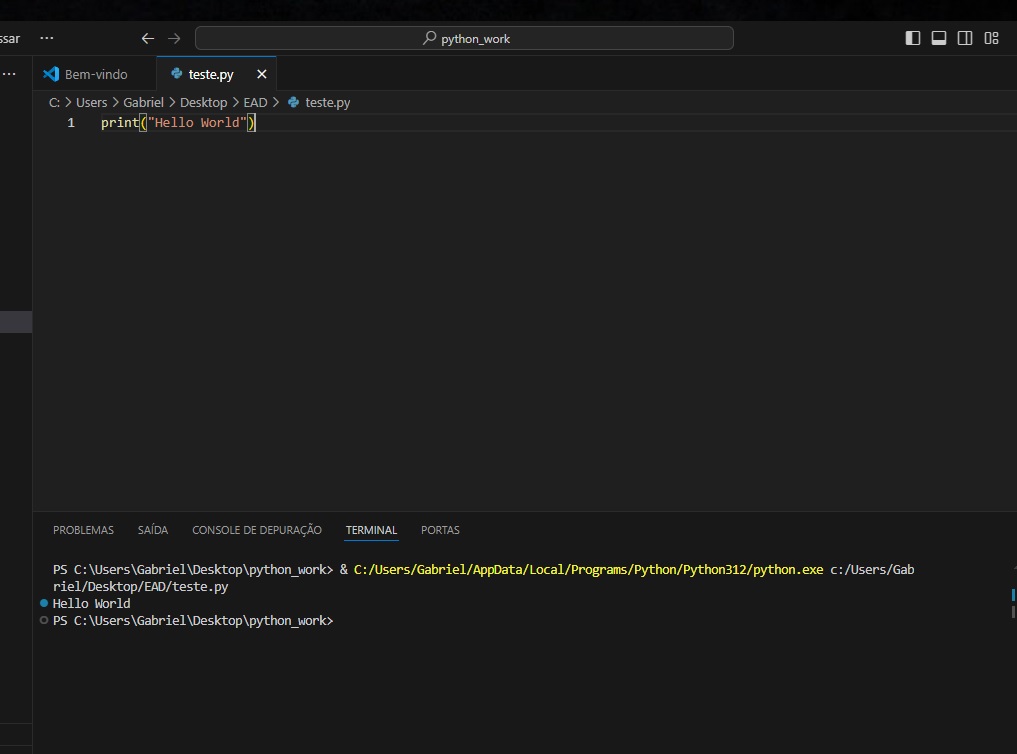 ssar ... python_work
... Bem-vindo teste.py
C: > Users > Gabriel > Desktop > EAD > teste.py
1 print("Hello World")
PROBLEMAS SAÍDA CONSOLE DE DEPURAÇÃO TERMINAL PORTAS
PS C:\Users\Gabriel\Desktop\python_work> & C:/Users/Gabriel/AppData/Local/Programs/Python/Python312/python.exe c:/Users/Gab
riel/Desktop/EAD/teste.py
Hello World
PS C:\Users\Gabriel\Desktop\python_work>